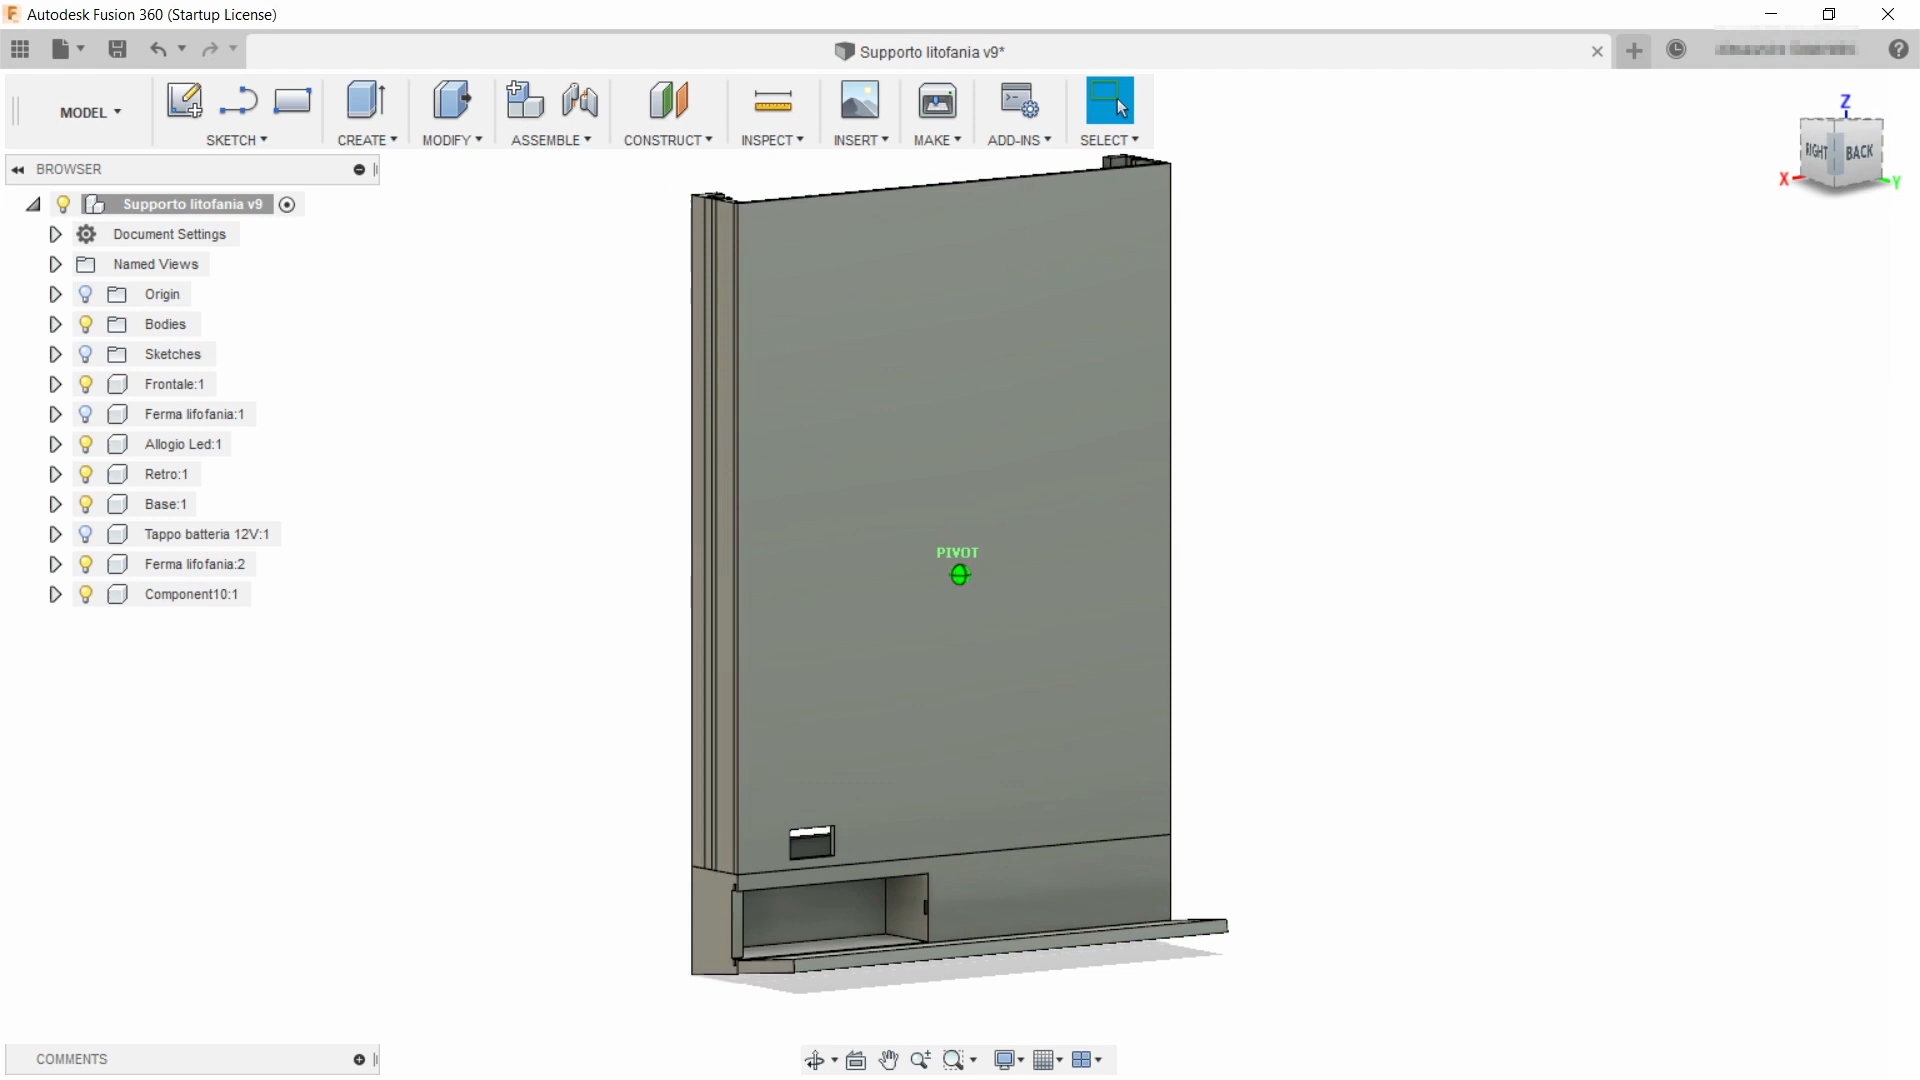 Autodesk Fusion 360 (Startup License)
Supporto litofania v9*
MODEL
SKETCH
CREATE
MODIFY
ASSEMBLE
CONSTRUCT
INSPECT
INSERT
MAKE
ADD-INS
SELECT
Z
RIGHT
BACK
X
Y
BROWSER
Supporto litofania v9
Document Settings
Named Views
Origin
Bodies
Sketches
Frontale:1
Ferma lifofania:1
Allogio Led:1
Retro:1
Base:1
Tappo batteria 12V:1
Ferma lifofania:2
Component10:1
PIVOT
COMMENTS